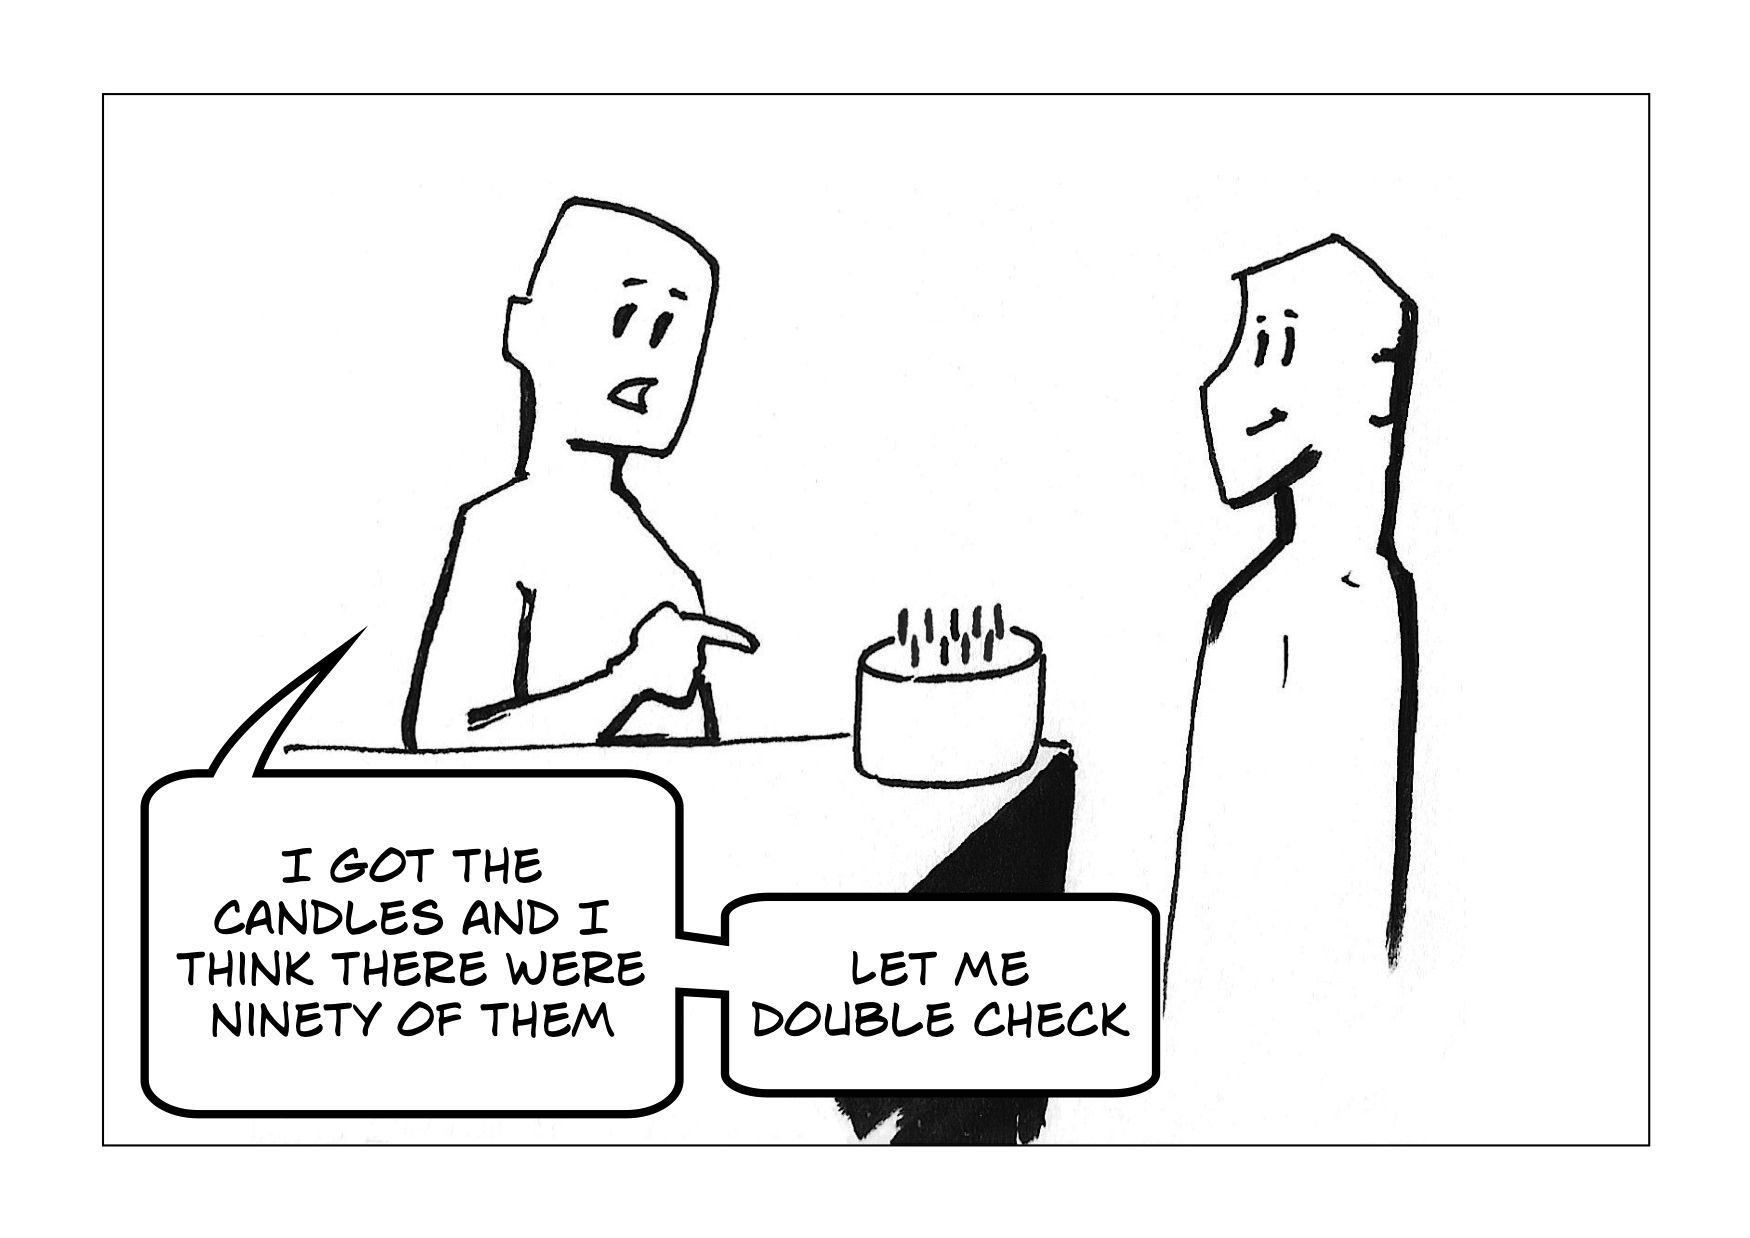 I GOT THE
CANDLES AND I
THINK THERE WERE
NINETY OF THEM
LET ME
DOUBLE CHECK